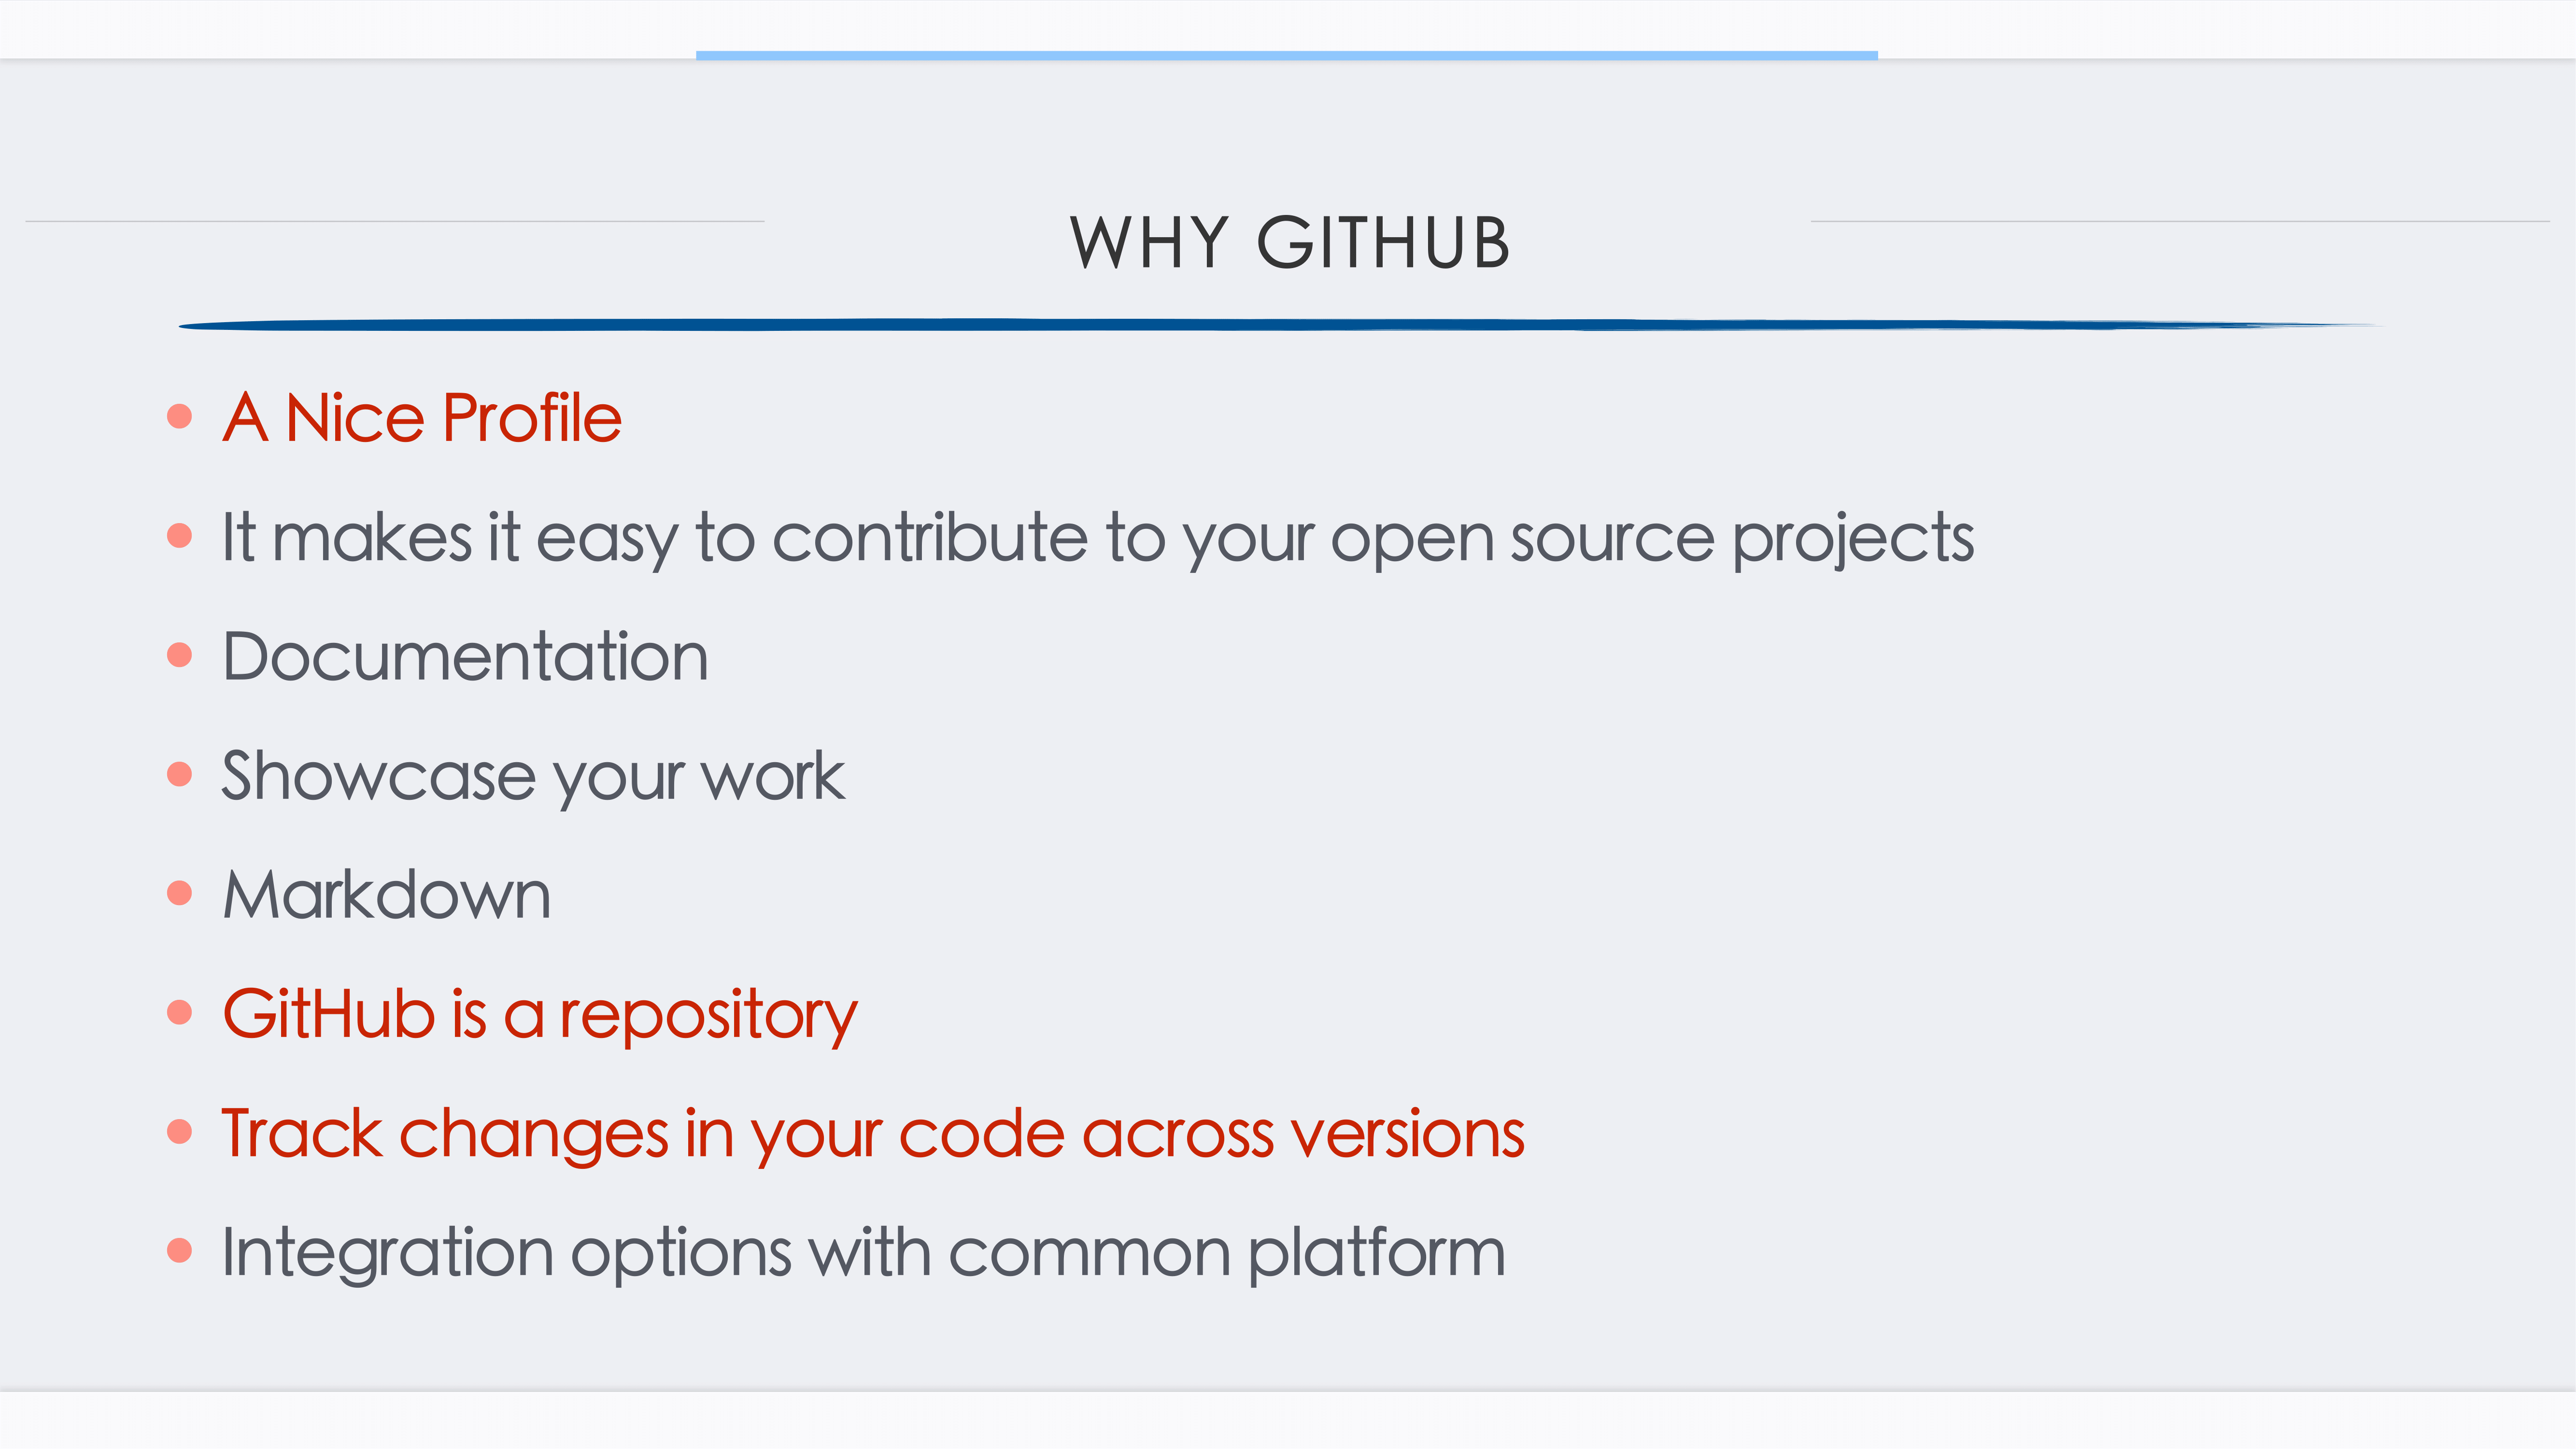 WHY GITHUB
A Nice Profile
It makes it easy to contribute to your open source projects
Documentation
Showcase your work
Markdown
GitHub is a repository
Track changes in your code across versions
Integration options with common platform